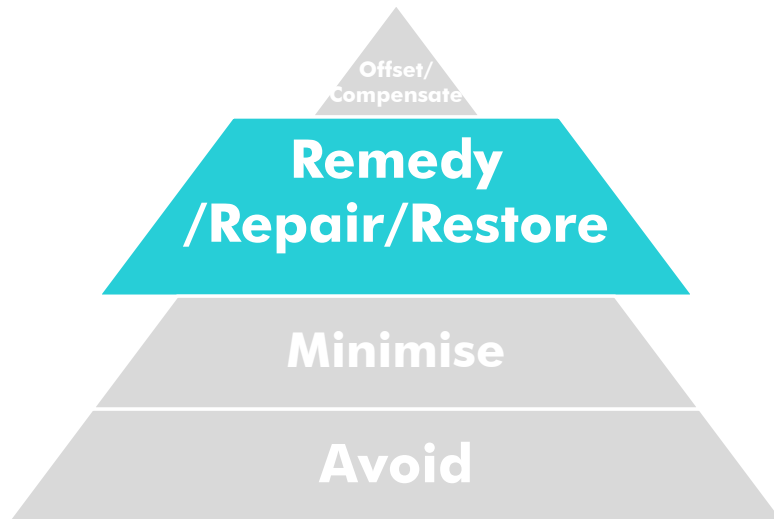 Offset/
Compensate
Remedy
/Repair/Restore
Minimise
Avoid